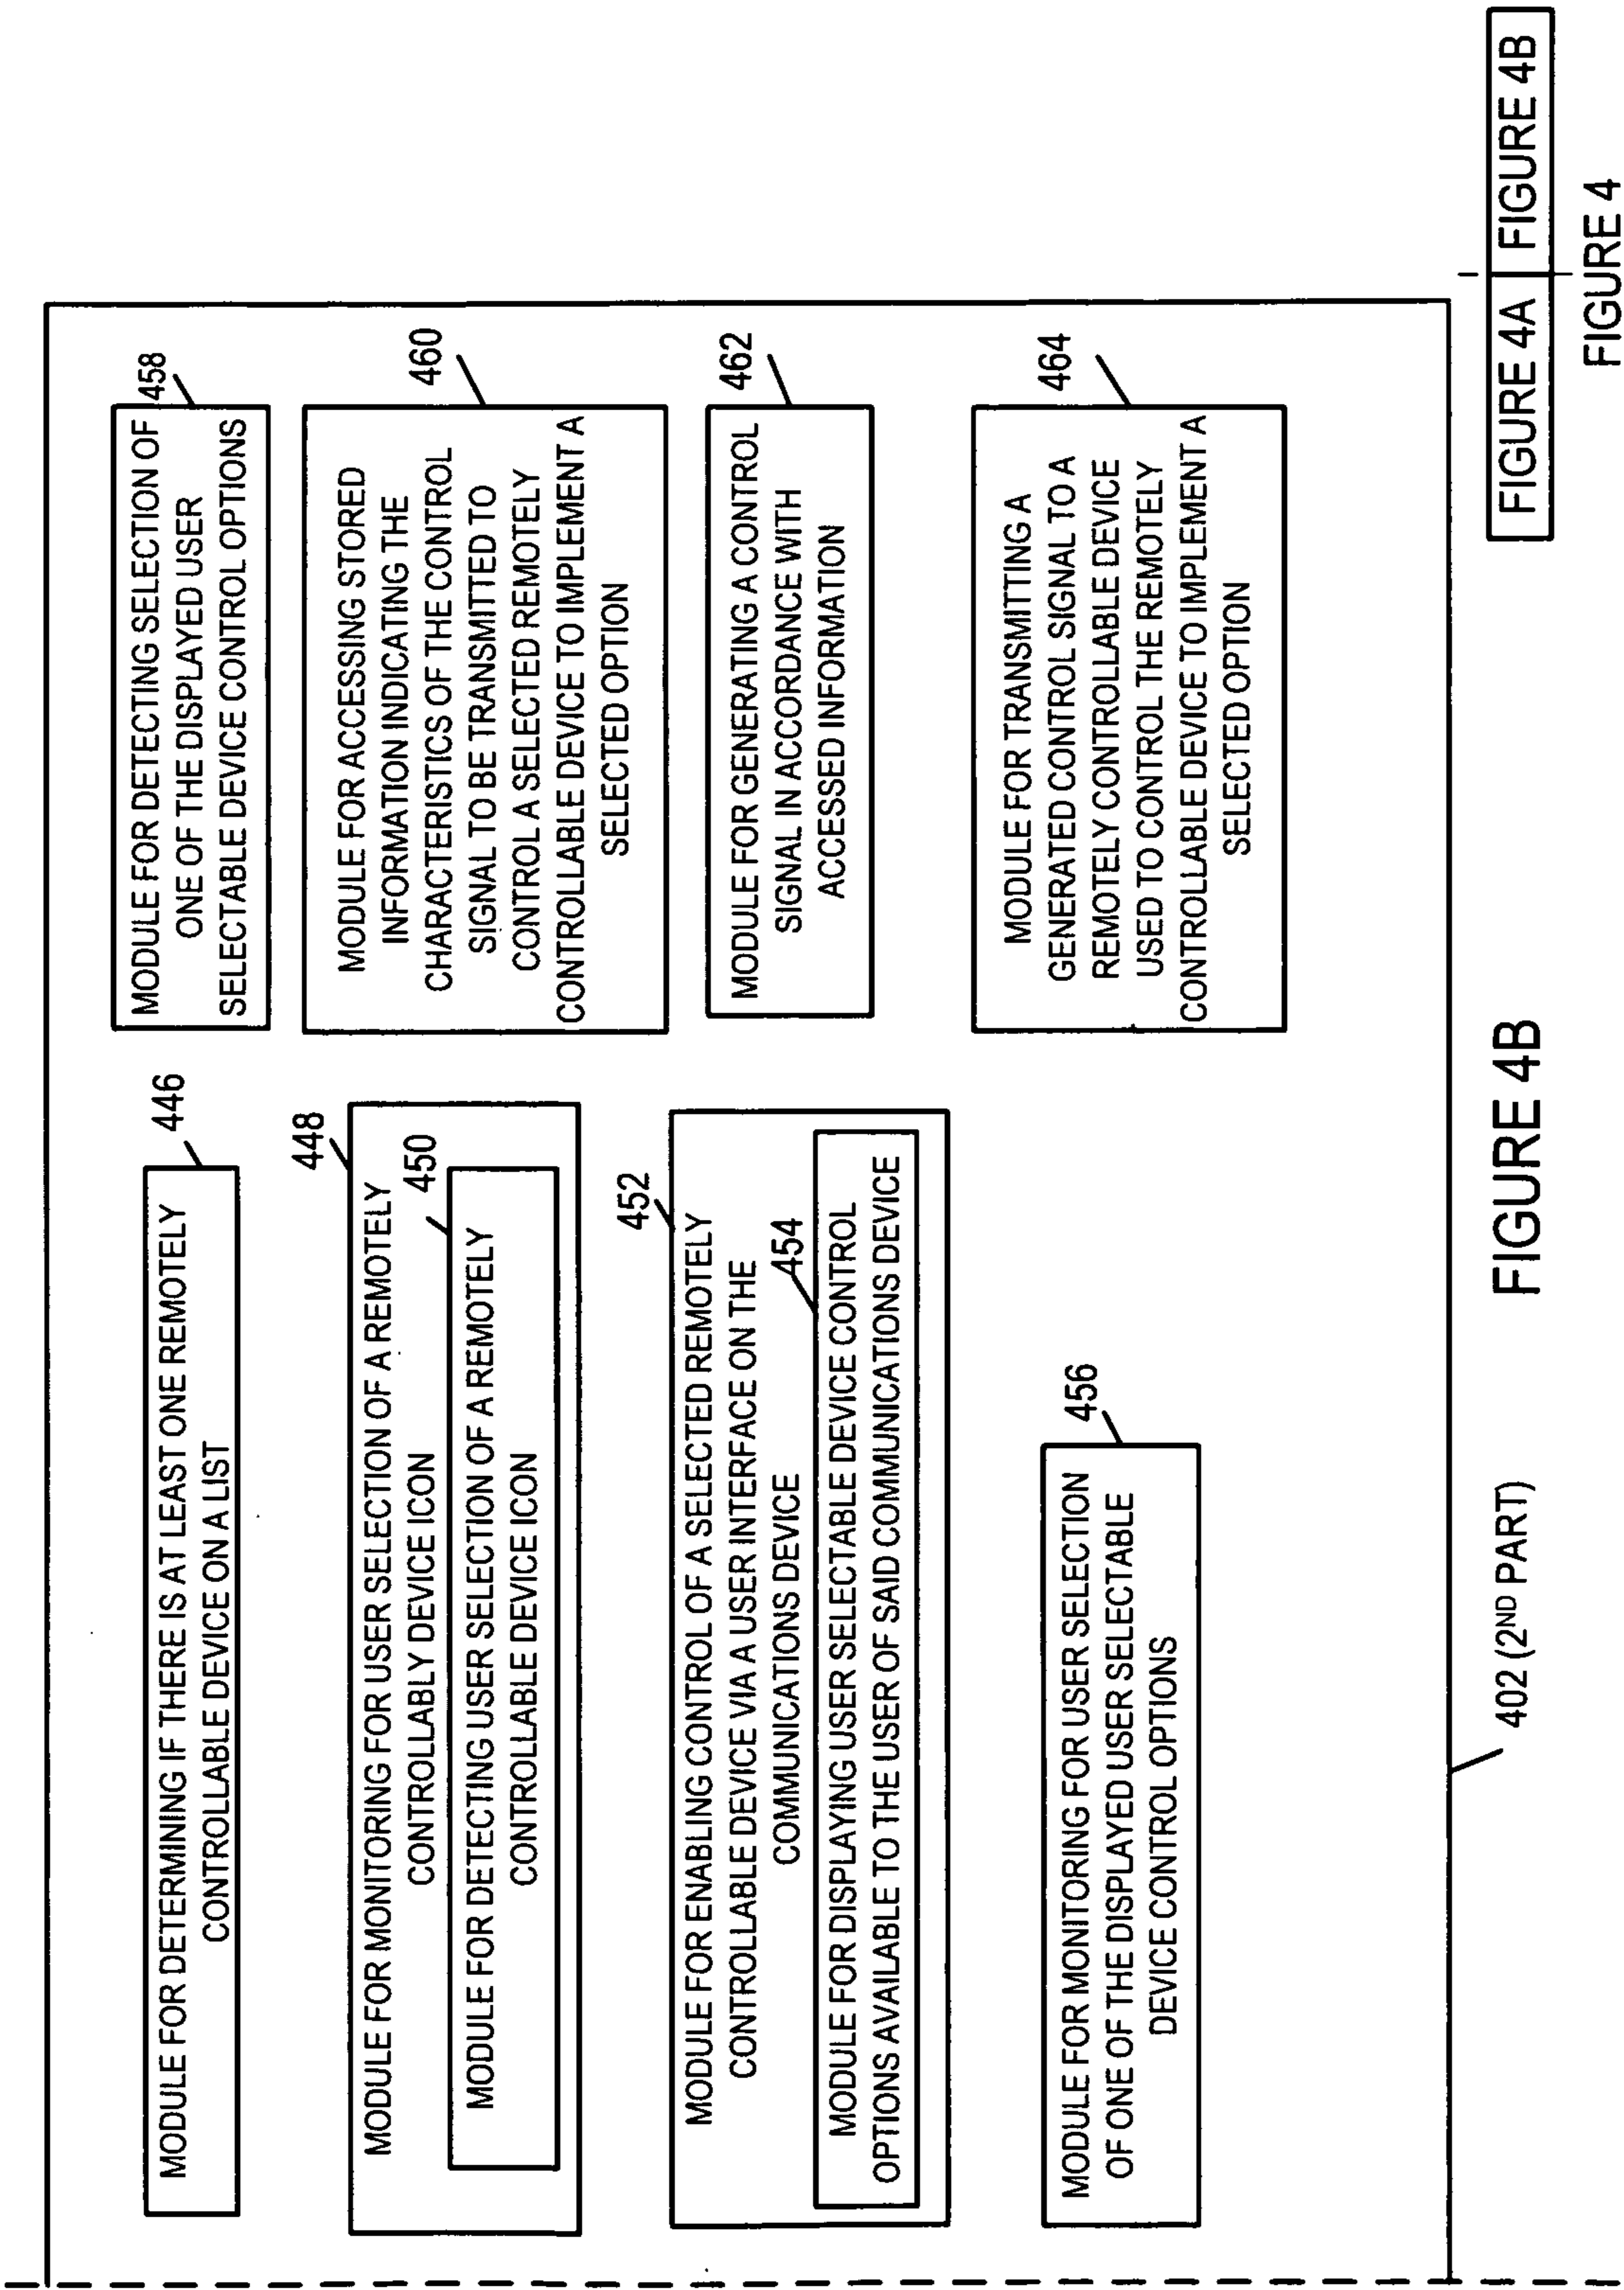 MODULE FOR DETERMINING IF THERE IS AT LEAST ONE REMOTELY
CONTROLLABLE DEVICE ON A LIST
446
448
MODULE FOR MONITORING FOR USER SELECTION OF A REMOTELY
CONTROLLABLY DEVICE ICON
450
MODULE FOR DETECTING USER SELECTION OF A REMOTELY
CONTROLLABLE DEVICE ICON
452
MODULE FOR ENABLING CONTROL OF A SELECTED REMOTELY
CONTROLLABLE DEVICE VIA A USER INTERFACE ON THE
COMMUNICATIONS DEVICE
454
MODULE FOR DISPLAYING USER SELECTABLE DEVICE CONTROL
OPTIONS AVAILABLE TO THE USER OF SAID COMMUNICATIONS DEVICE
456
MODULE FOR MONITORING FOR USER SELECTION
OF ONE OF THE DISPLAYED USER SELECTABLE
DEVICE CONTROL OPTIONS
458
MODULE FOR DETECTING SELECTION OF
ONE OF THE DISPLAYED USER
SELECTABLE DEVICE CONTROL OPTIONS
460
MODULE FOR ACCESSING STORED
INFORMATION INDICATING THE
CHARACTERISTICS OF THE CONTROL
SIGNAL TO BE TRANSMITTED TO
CONTROL A SELECTED REMOTELY
CONTROLLABLE DEVICE TO IMPLEMENT A
SELECTED OPTION
462
MODULE FOR GENERATING A CONTROL
SIGNAL IN ACCORDANCE WITH
ACCESSED INFORMATION
464
MODULE FOR TRANSMITTING A
GENERATED CONTROL SIGNAL TO A
REMOTELY CONTROLLABLE DEVICE
USED TO CONTROL THE REMOTELY
CONTROLLABLE DEVICE TO IMPLEMENT A
SELECTED OPTION
402 (2ND PART)
FIGURE 4B
FIGURE 4A FIGURE 4B
FIGURE 4